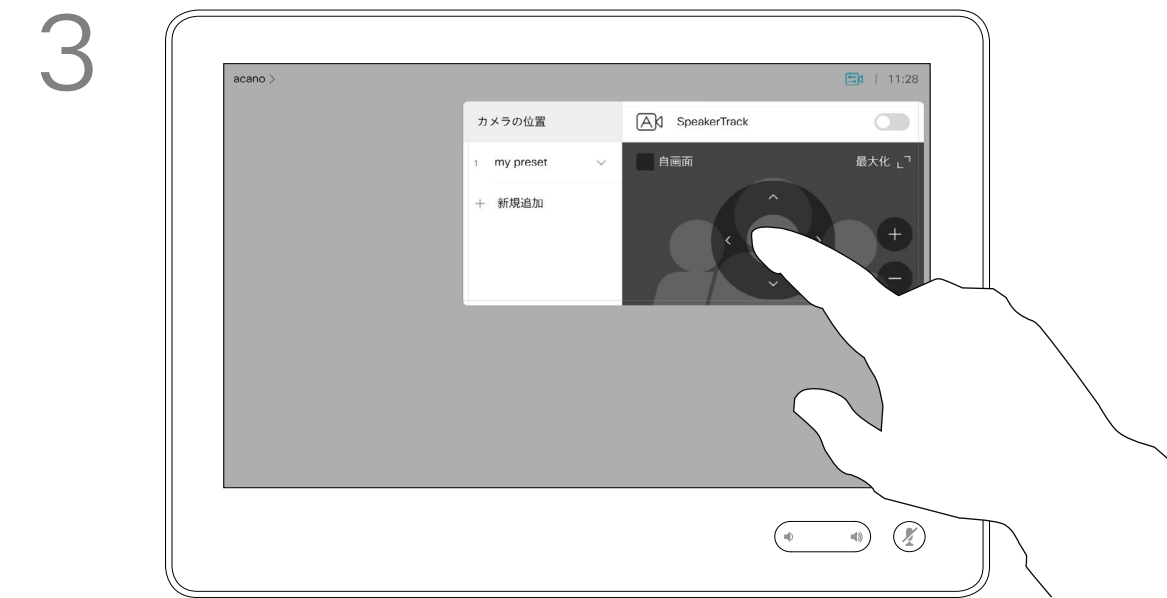 3
acano
11:28
カメラの位置
SpeakerTrack
1 my preset
自画面
最大化
新規追加